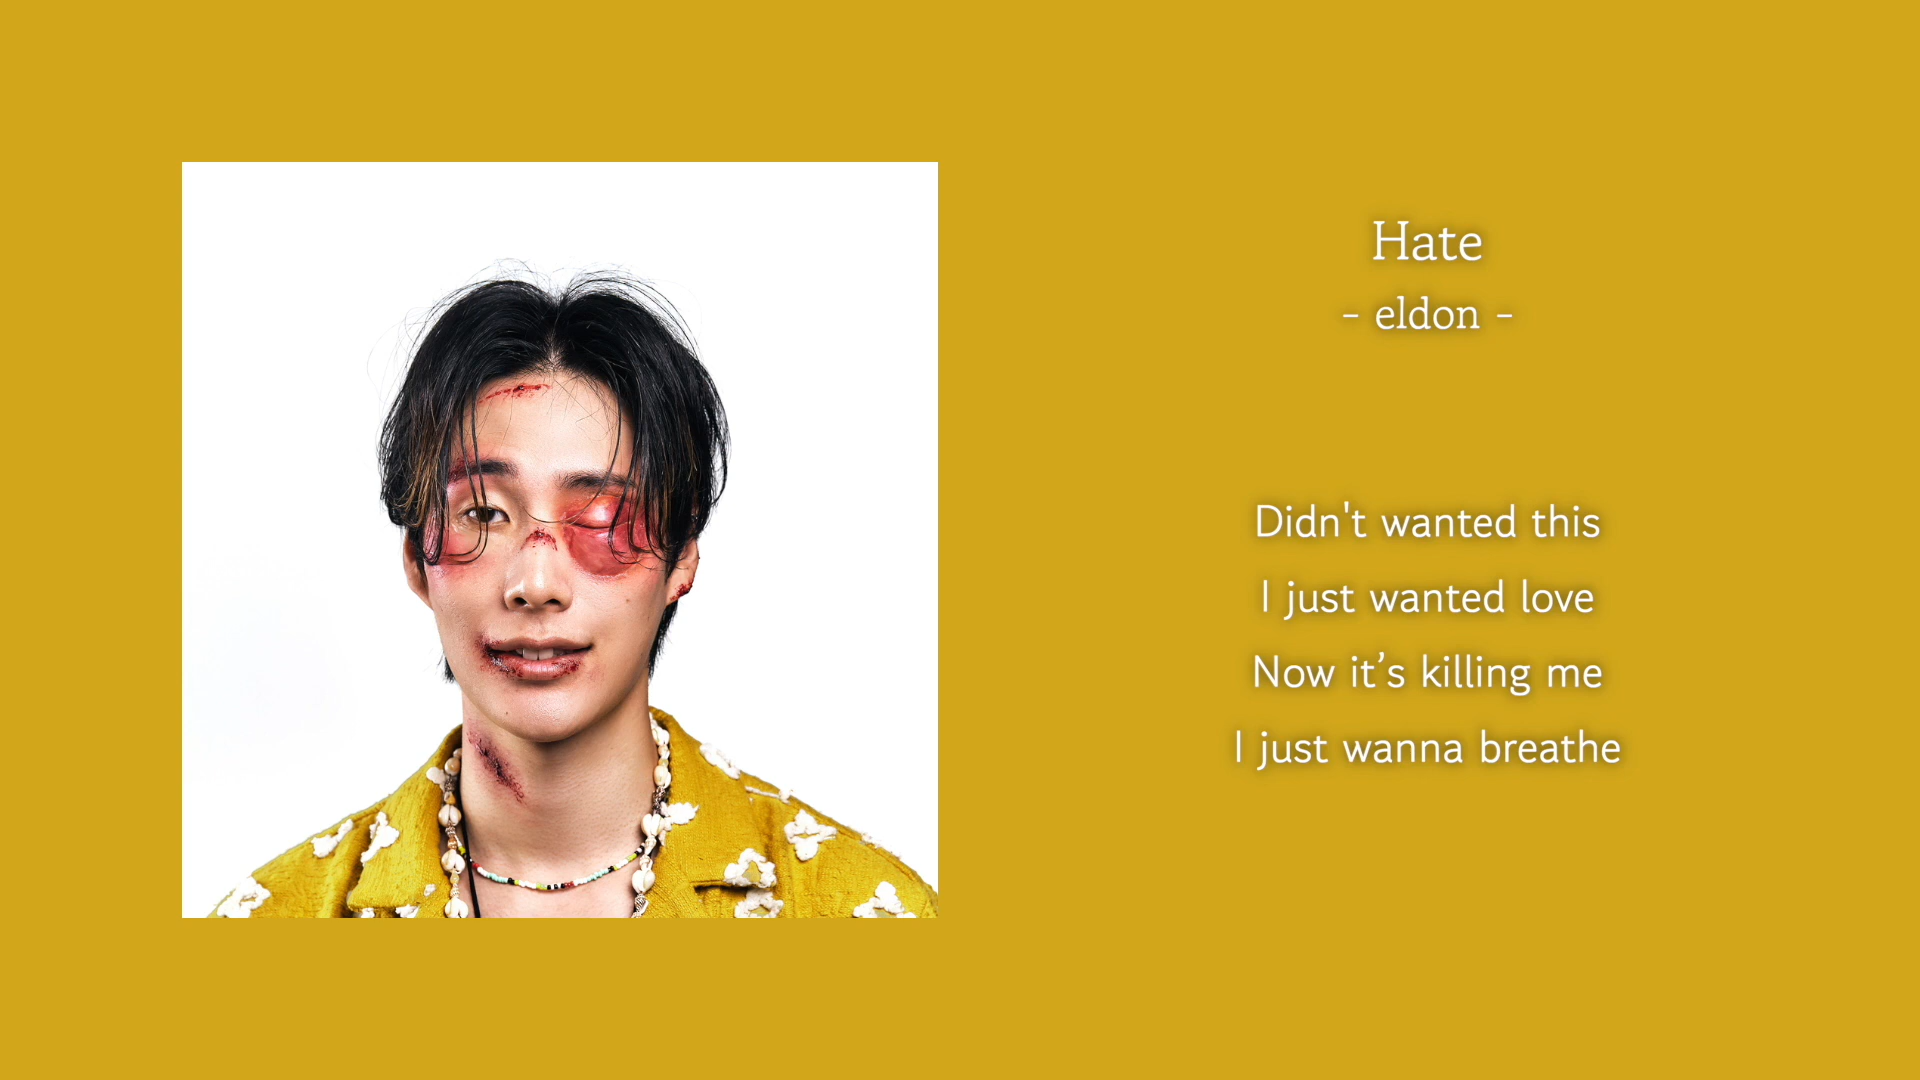 Hate
- eldon -
Didn't wanted this
I just wanted love
Now it’s killing me
I just wanna breathe